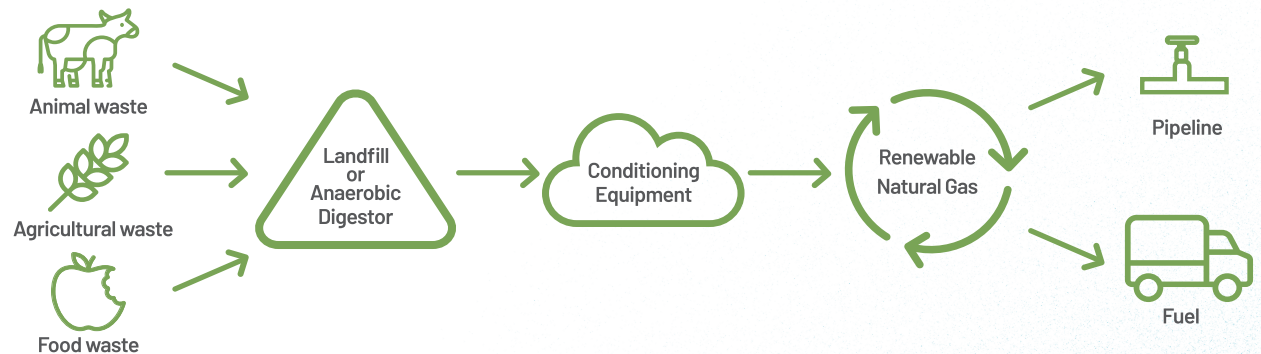 Animal waste
Agricultural waste
Food waste
Landfill
or
Anaerobic
Digestor
Conditioning
Equipment
Renewable
Natural Gas
Pipeline
Fuel